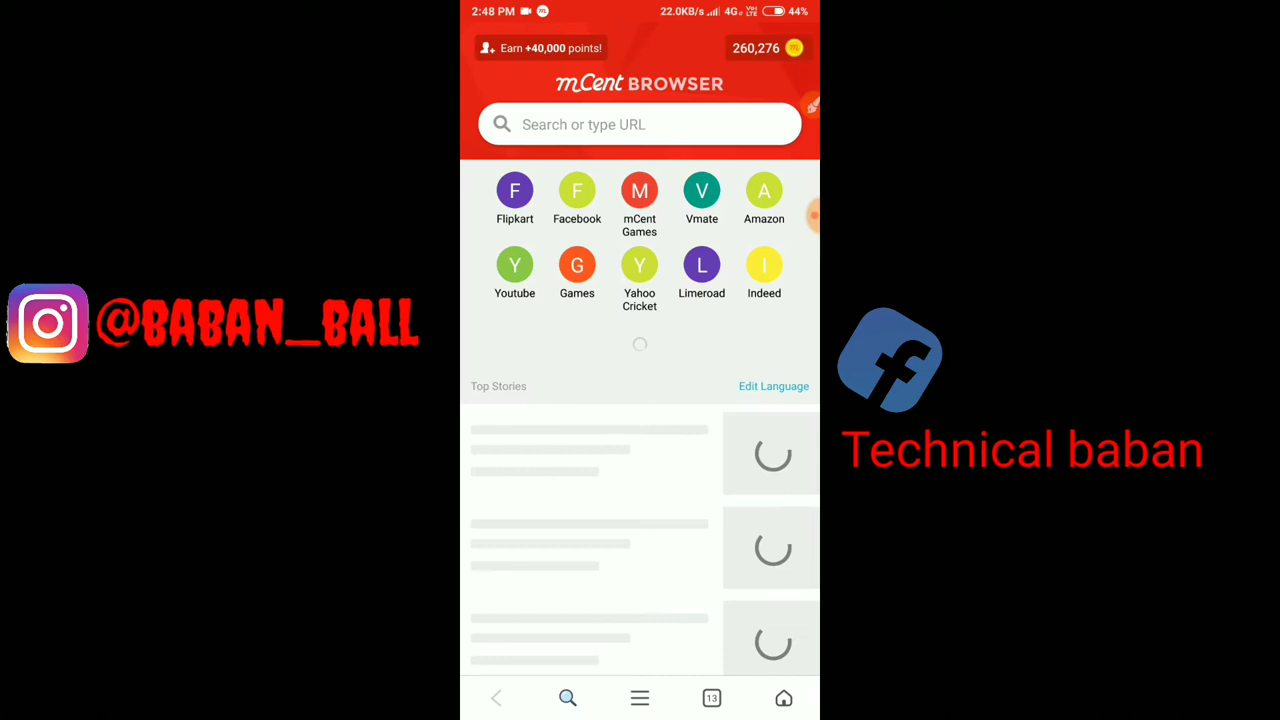 2:48 PM
22.0KB/s 4G VoLTE 44%
Earn +40,000 points!
260,276 m
mCent BROWSER
Search or type URL
F F M V A
Flipkart Facebook mCent Games Vmate Amazon
Y G Y L I
Youtube Games Yahoo Cricket Limeroad Indeed
Top Stories Edit Language
13
@BABAN_BALL
f
Technical baban